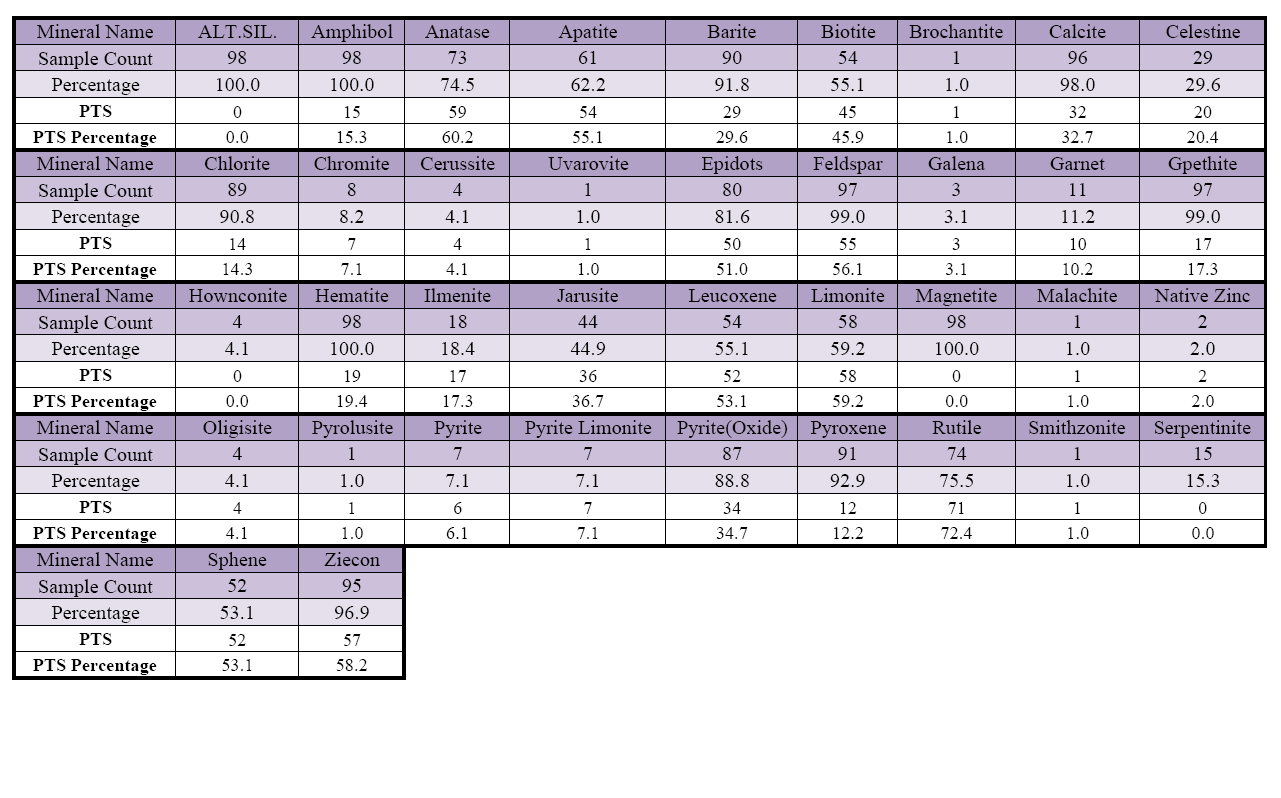 Mineral Name ALT.SIL. Amphibol Anatase Apatite Barite Biotite Brochantite Calcite Celestine
Sample Count 98 98 73 61 90 54 1 96 29
Percentage 100.0 100.0 74.5 62.2 91.8 55.1 1.0 98.0 29.6
PTS 0 15 59 54 29 45 1 32 20
PTS Percentage 0.0 15.3 60.2 55.1 29.6 45.9 1.0 32.7 20.4
Mineral Name Chlorite Chromite Cerussite Uvarovite Epidots Feldspar Galena Garnet Gpethite
Sample Count 89 8 4 1 80 97 3 11 97
Percentage 90.8 8.2 4.1 1.0 81.6 99.0 3.1 11.2 99.0
PTS 14 7 4 1 50 55 3 10 17
PTS Percentage 14.3 7.1 4.1 1.0 51.0 56.1 3.1 10.2 17.3
Mineral Name Hownconite Hematite Ilmenite Jarusite Leucoxene Limonite Magnetite Malachite Native Zinc
Sample Count 4 98 18 44 54 58 98 1 2
Percentage 4.1 100.0 18.4 44.9 55.1 59.2 100.0 1.0 2.0
PTS 0 19 17 36 52 58 0 1 2
PTS Percentage 0.0 19.4 17.3 36.7 53.1 59.2 0.0 1.0 2.0
Mineral Name Oligisite Pyrolusite Pyrite Pyrite Limonite Pyrite(Oxide) Pyroxene Rutile Smithzonite Serpentinite
Sample Count 4 1 7 7 87 91 74 1 15
Percentage 4.1 1.0 7.1 7.1 88.8 92.9 75.5 1.0 15.3
PTS 4 1 6 7 34 12 71 1 0
PTS Percentage 4.1 1.0 6.1 7.1 34.7 12.2 72.4 1.0 0.0
Mineral Name Sphene Ziecon
Sample Count 52 95
Percentage 53.1 96.9
PTS 52 57
PTS Percentage 53.1 58.2